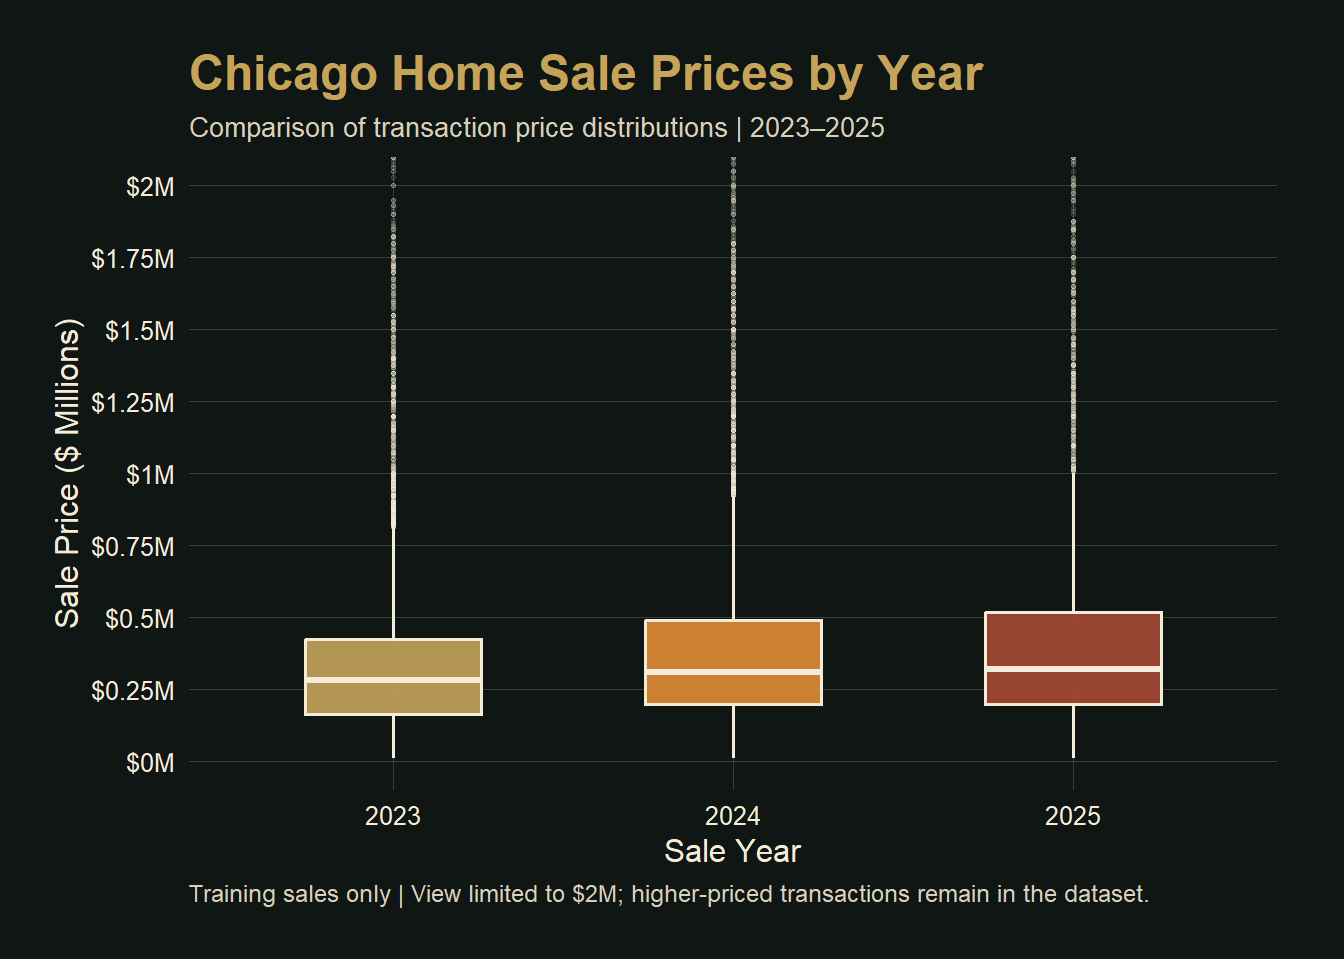 Chicago Home Sale Prices by Year
Comparison of transaction price distributions | 2023–2025
Sale Price ($ Millions)
$2M
$1.75M
$1.5M
$1.25M
$1M
$0.75M
$0.5M
$0.25M
$0M
2023 2024 2025
Sale Year
Training sales only | View limited to $2M; higher-priced transactions remain in the dataset.